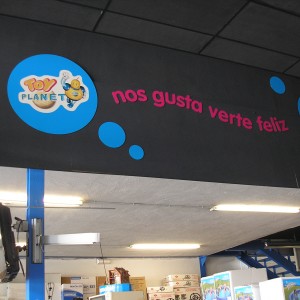 TOY
PLANET
nos gusta verte feliz